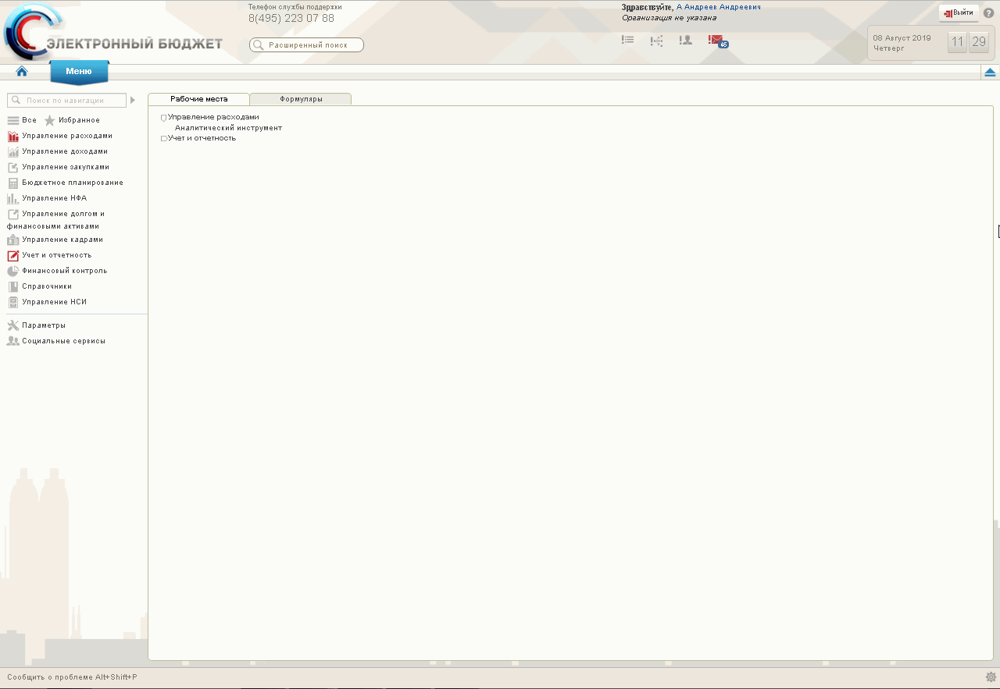 ЭЛЕКТРОННЫЙ БЮДЖЕТ
Телефон службы поддержки
8(495) 223 07 88
Расширенный поиск
Здравствуйте, А Андреев Андреевич
Организация не указана
45
Выйти
?
08 Август 2019
Четверг
11 29
Меню
Поиск по навигации
Все Избранное
Управление расходами
Управление доходами
Управление закупками
Бюджетное планирование
Управление НФА
Управление долгом и
финансовыми активами
Управление кадрами
Учет и отчетность
Финансовый контроль
Справочники
Управление НСИ
Параметры
Социальные сервисы
Рабочие места
Формуляры
Управление расходами
Аналитический инструмент
Учет и отчетность
Сообщить о проблеме Alt+Shift+P